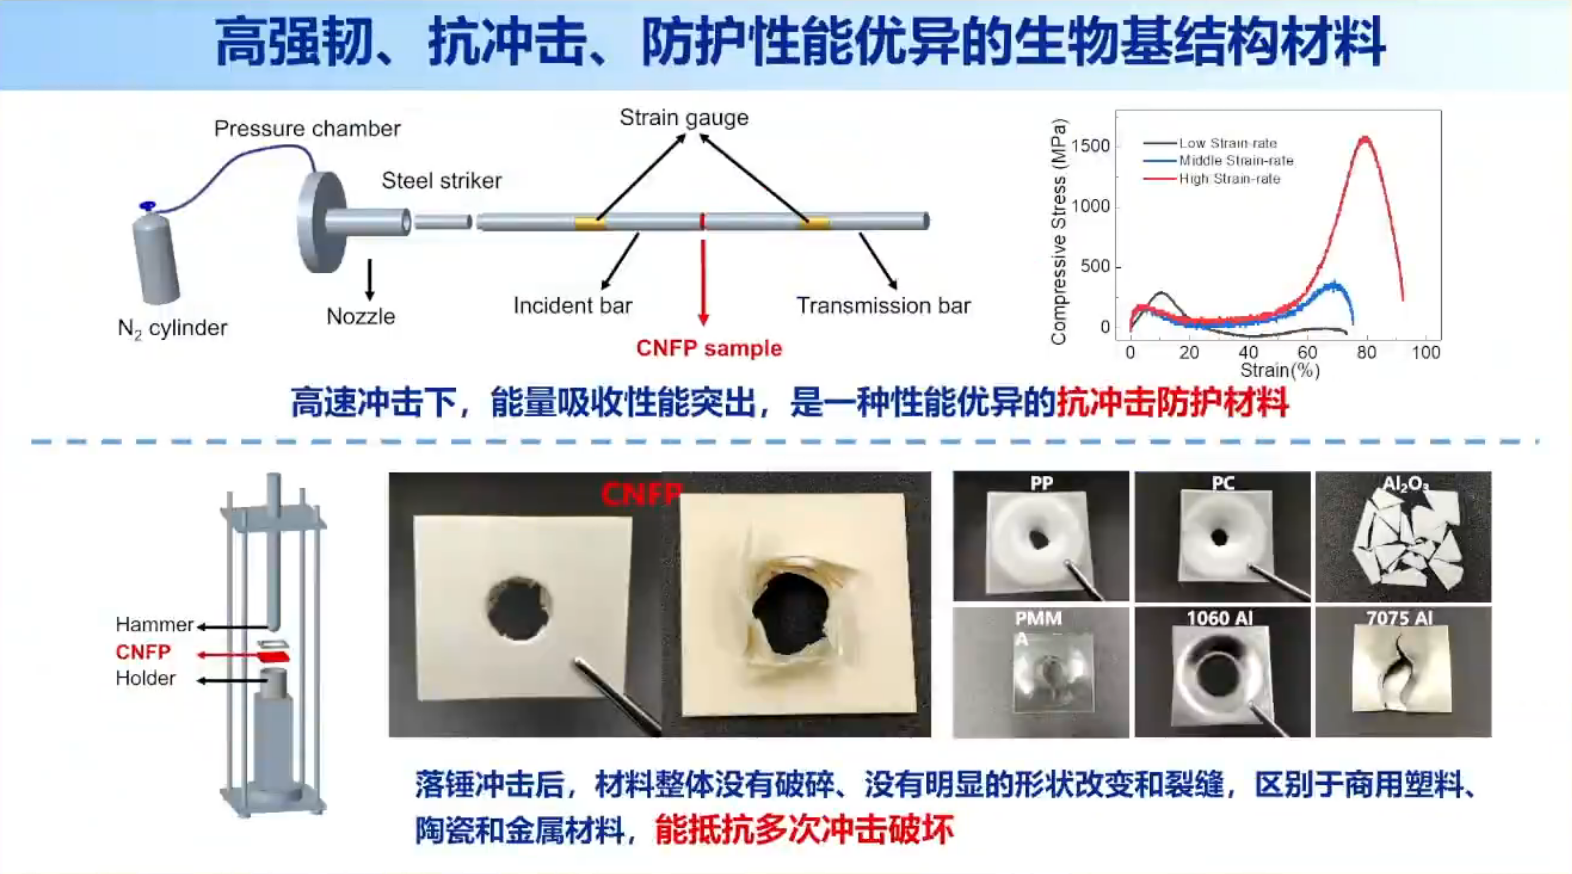 高强韧、抗冲击、防护性能优异的生物基结构材料
Pressure chamber
Strain gauge
Steel striker
N2 cylinder
Nozzle
Incident bar
Transmission bar
CNFP sample
Compressive Stress (MPa)
1500
1000
500
0
Low Strain-rate
Middle Strain-rate
High Strain-rate
0 20 40 60 80 100
Strain(%)
高速冲击下，能量吸收性能突出，是一种性能优异的抗冲击防护材料
Hammer
CNFP
Holder
CNFP
PP
PC
Al2O3
PMM
A
1060 Al
7075 Al
落锤冲击后，材料整体没有破碎、没有明显的形状改变和裂缝，区别于商用塑料、
陶瓷和金属材料，能抵抗多次冲击破坏